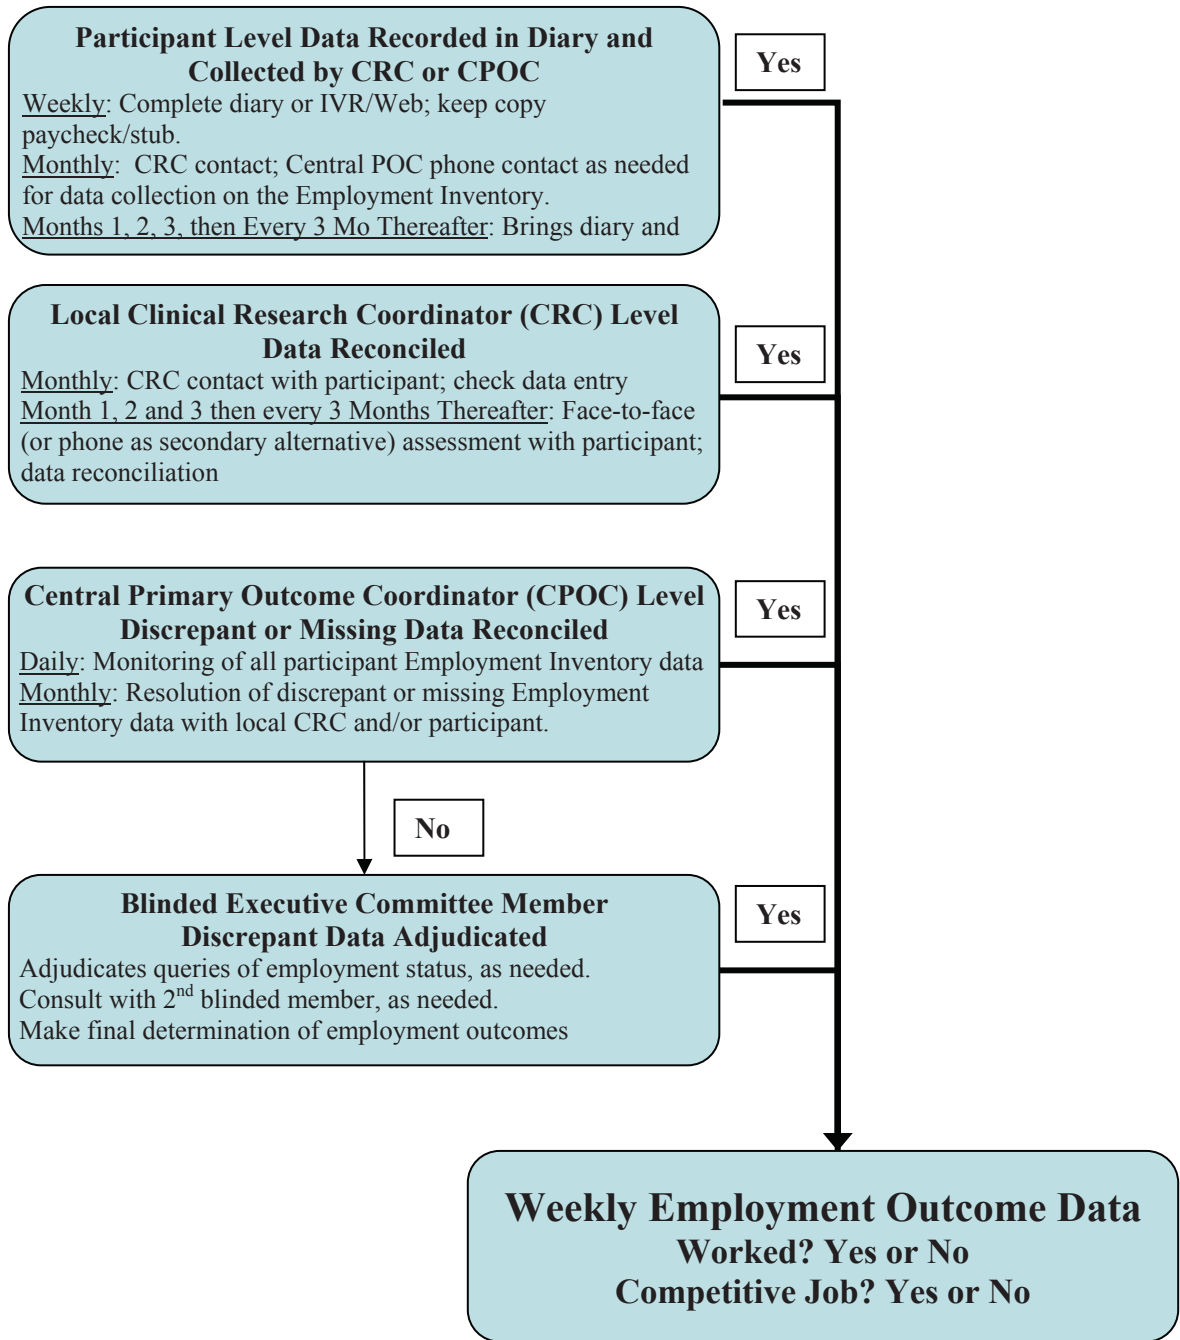 Participant Level Data Recorded in Diary and
Collected by CRC or CPOC
Weekly: Complete diary or IVR/Web; keep copy
paycheck/stub.
Monthly: CRC contact; Central POC phone contact as needed
for data collection on the Employment Inventory.
Months 1, 2, 3, then Every 3 Mo Thereafter: Brings diary and
Yes
Local Clinical Research Coordinator (CRC) Level
Data Reconciled
Monthly: CRC contact with participant; check data entry
Month 1, 2 and 3 then every 3 Months Thereafter: Face-to-face
(or phone as secondary alternative) assessment with participant;
data reconciliation
Yes
Central Primary Outcome Coordinator (CPOC) Level
Discrepant or Missing Data Reconciled
Daily: Monitoring of all participant Employment Inventory data
Monthly: Resolution of discrepant or missing Employment
Inventory data with local CRC and/or participant.
Yes
No
Blinded Executive Committee Member
Discrepant Data Adjudicated
Adjudicates queries of employment status, as needed.
Consult with 2nd blinded member, as needed.
Make final determination of employment outcomes
Yes
Weekly Employment Outcome Data
Worked? Yes or No
Competitive Job? Yes or No